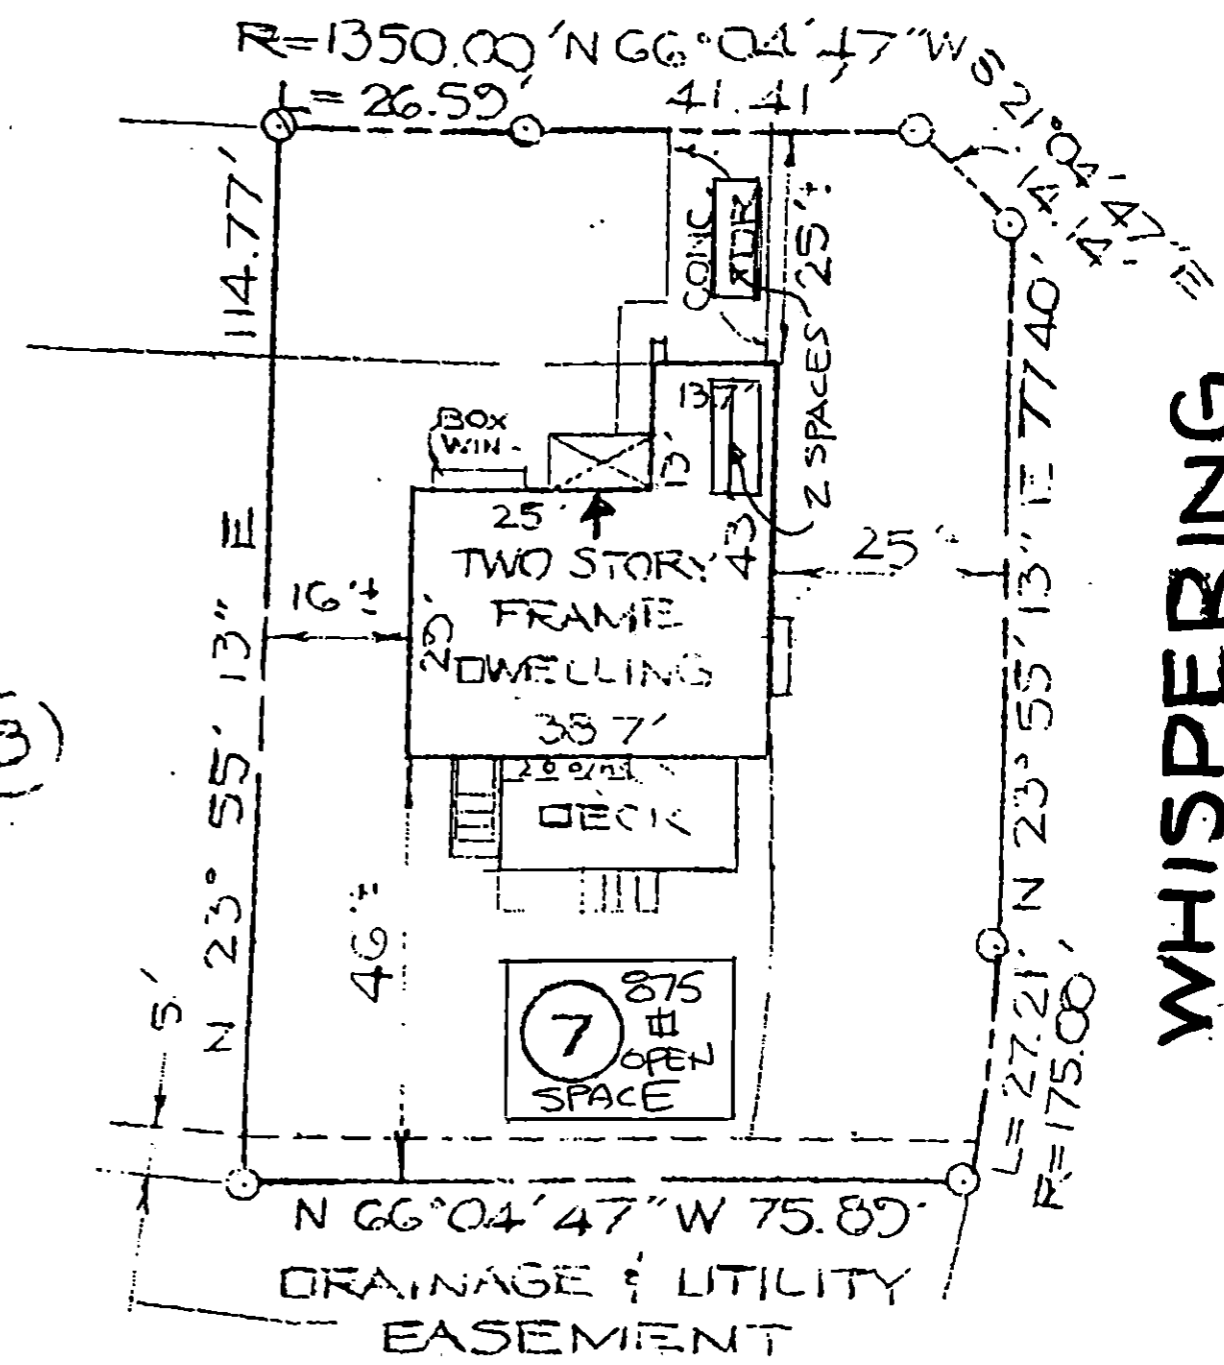 R=1350.00' N 66°04'47" W
L= 26.59'
41.41'
S 21°04'47" E
14.14'
114.77'
N 23° 55' 13" E
CONC.
25'±
2 SPACES
13.7'
13'
BOX
WIN.
25'
43'
TWO STORY
FRAME
DWELLING
38.7'
16'±
25'±
DECK
46'±
N 23° 55' 13" E 77.40'
L= 27.21'
R=175.00'
5'
7
875
OPEN
SPACE
N 66°04'47" W 75.89'
DRAINAGE & UTILITY
EASEMENT
WHISPERING